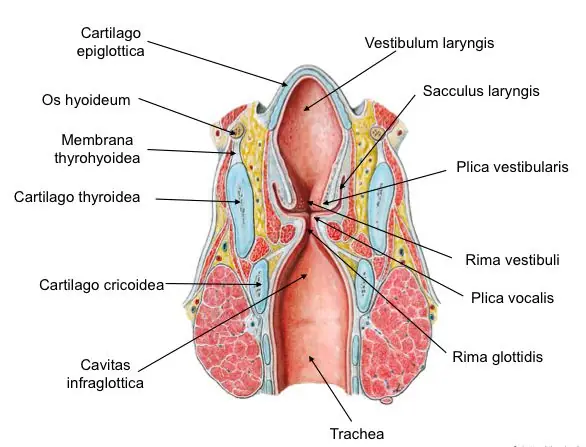 Cartilago
epiglottica
Vestibulum laryngis
Sacculus laryngis
Os hyoideum
Membrana
thyrohyoidea
Plica vestibularis
Cartilago thyroidea
Rima vestibuli
Cartilago cricoidea
Plica vocalis
Rima glottidis
Cavitas
infraglottica
Trachea